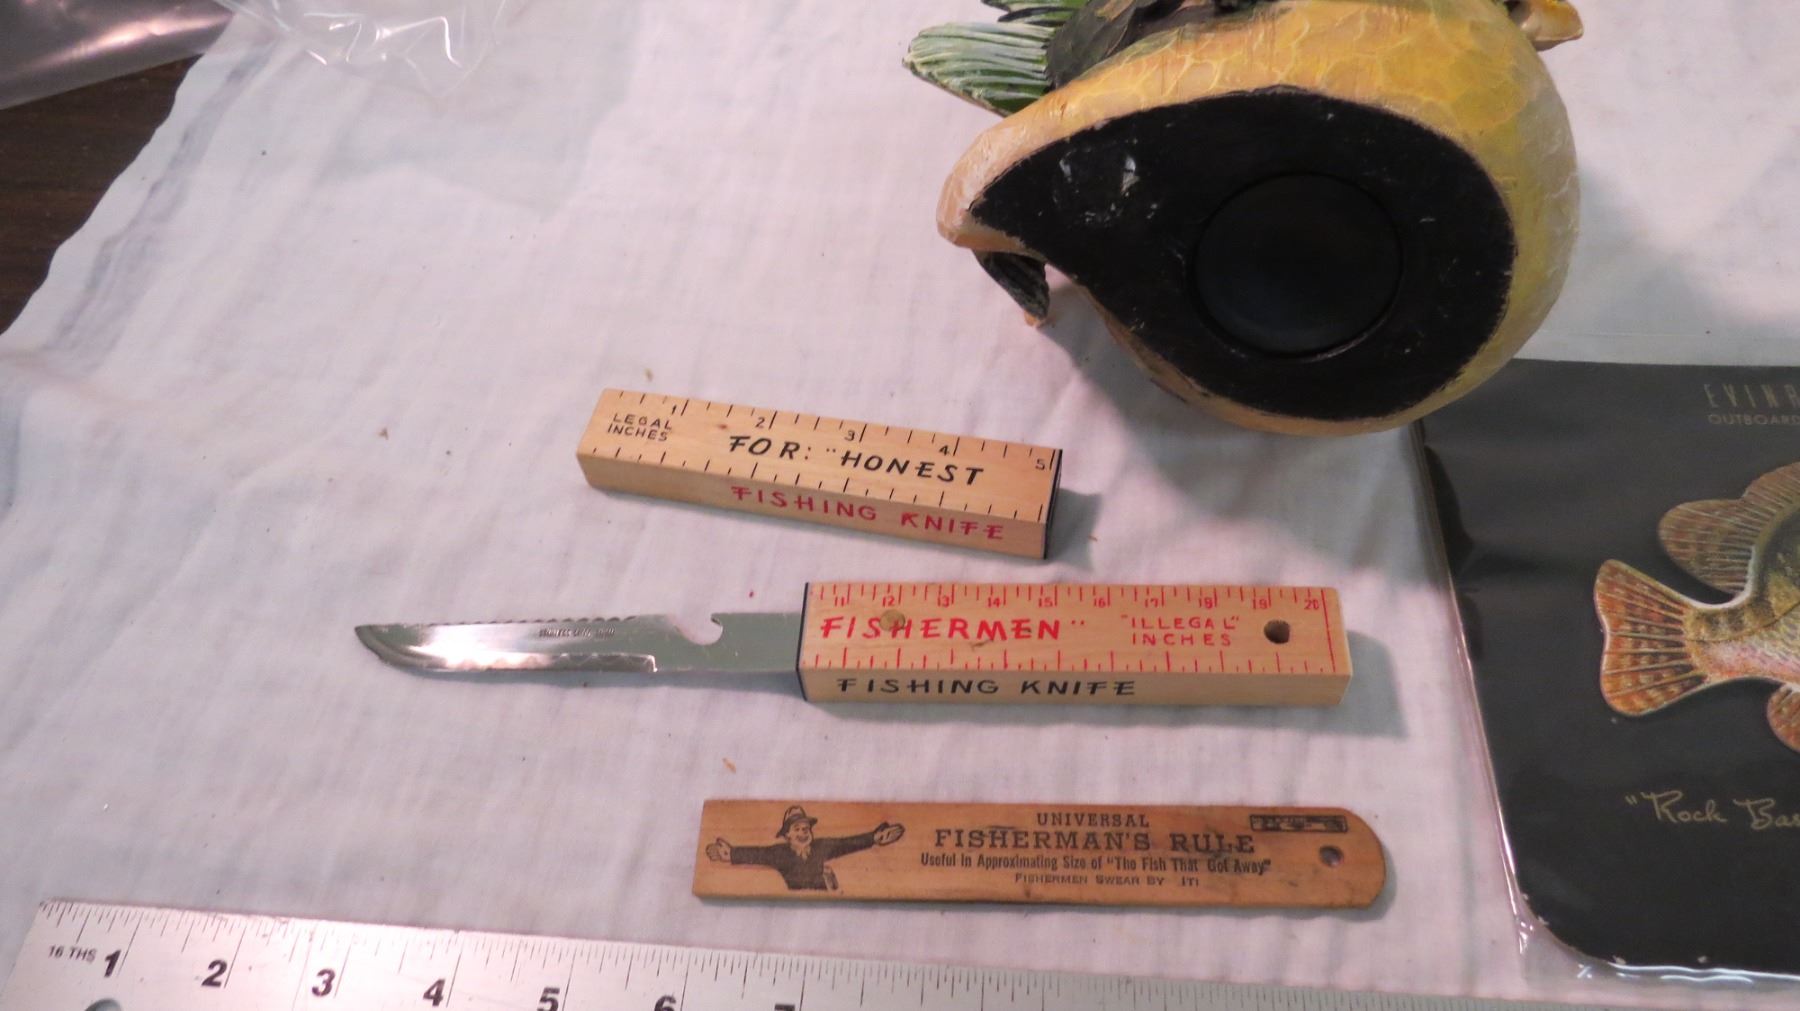 EVINR
OUTBOARD
1 2 3 4 5
LEGAL
INCHES
FOR: "HONEST
FISHING KNIFE
11 12 13 14 15 16 17 18 19 20
FISHERMEN"
"ILLEGAL"
INCHES
FISHING KNIFE
"Rock Bas
UNIVERSAL
FISHERMAN'S RULE
Useful In Approximating Size of "The Fish That Got Away"
FISHERMEN SWEAR BY IT!
16 THS 1 2 3 4 5 6 7